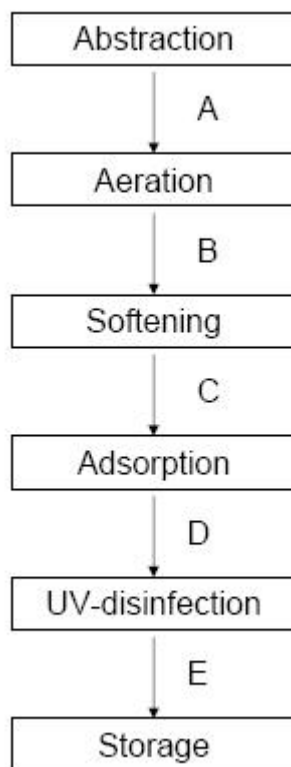 Abstraction
A
Aeration
B
Softening
C
Adsorption
D
UV-disinfection
E
Storage